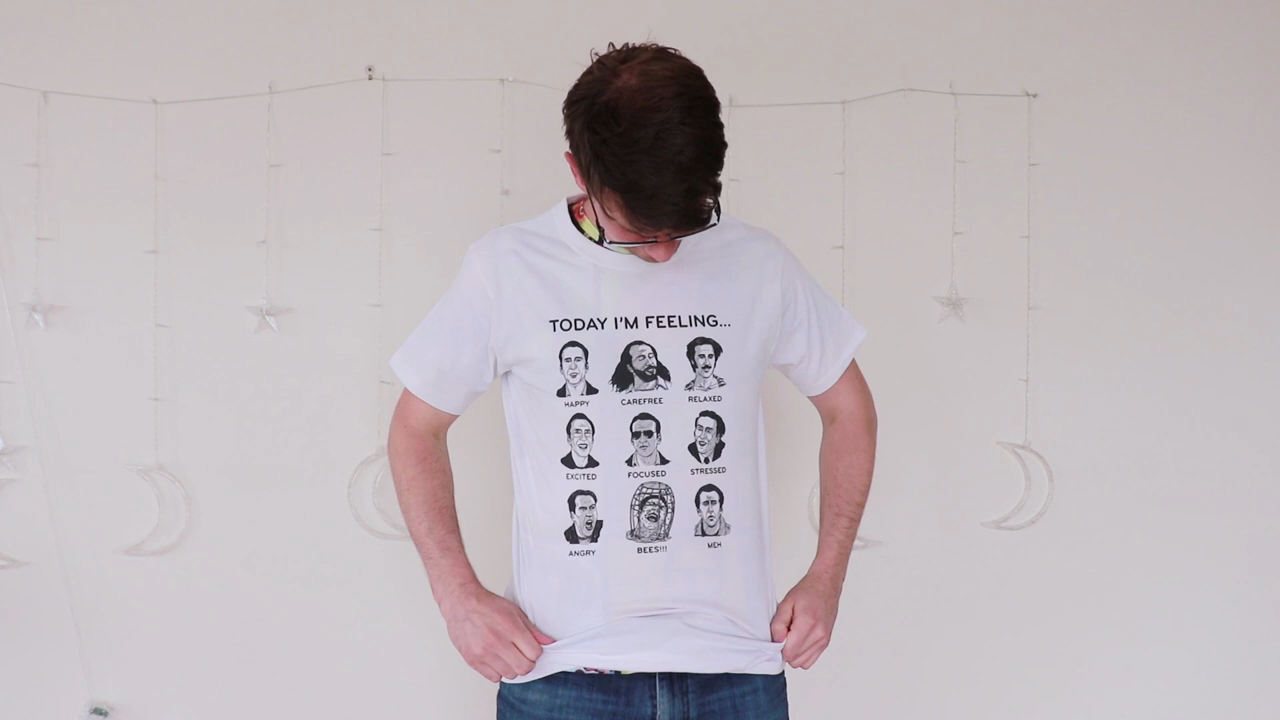 TODAY I'M FEELING...
HAPPY CAREFREE RELAXED
EXCITED FOCUSED STRESSED
ANGRY BEES!!! MEH